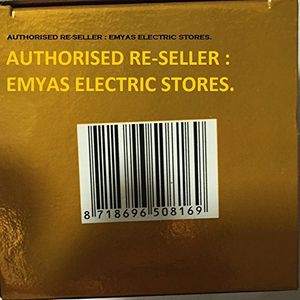 AUTHORISED RE-SELLER : EMYAS ELECTRIC STORES.
AUTHORISED RE-SELLER :
EMYAS ELECTRIC STORES.
8 718696 508169